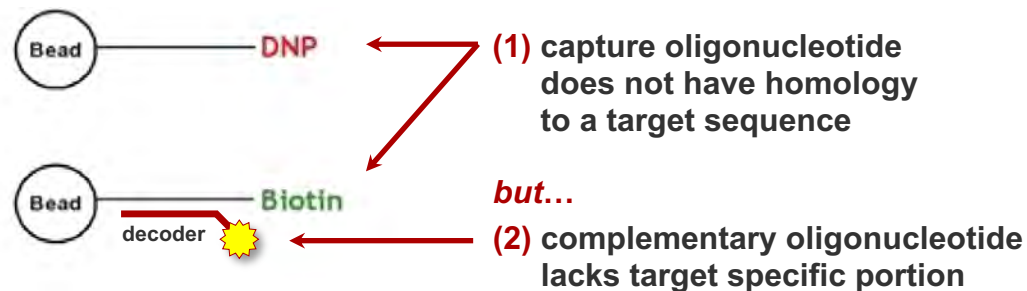 Bead DNP
(1) capture oligonucleotide
does not have homology
to a target sequence
Bead Biotin
decoder
but...
(2) complementary oligonucleotide
lacks target specific portion